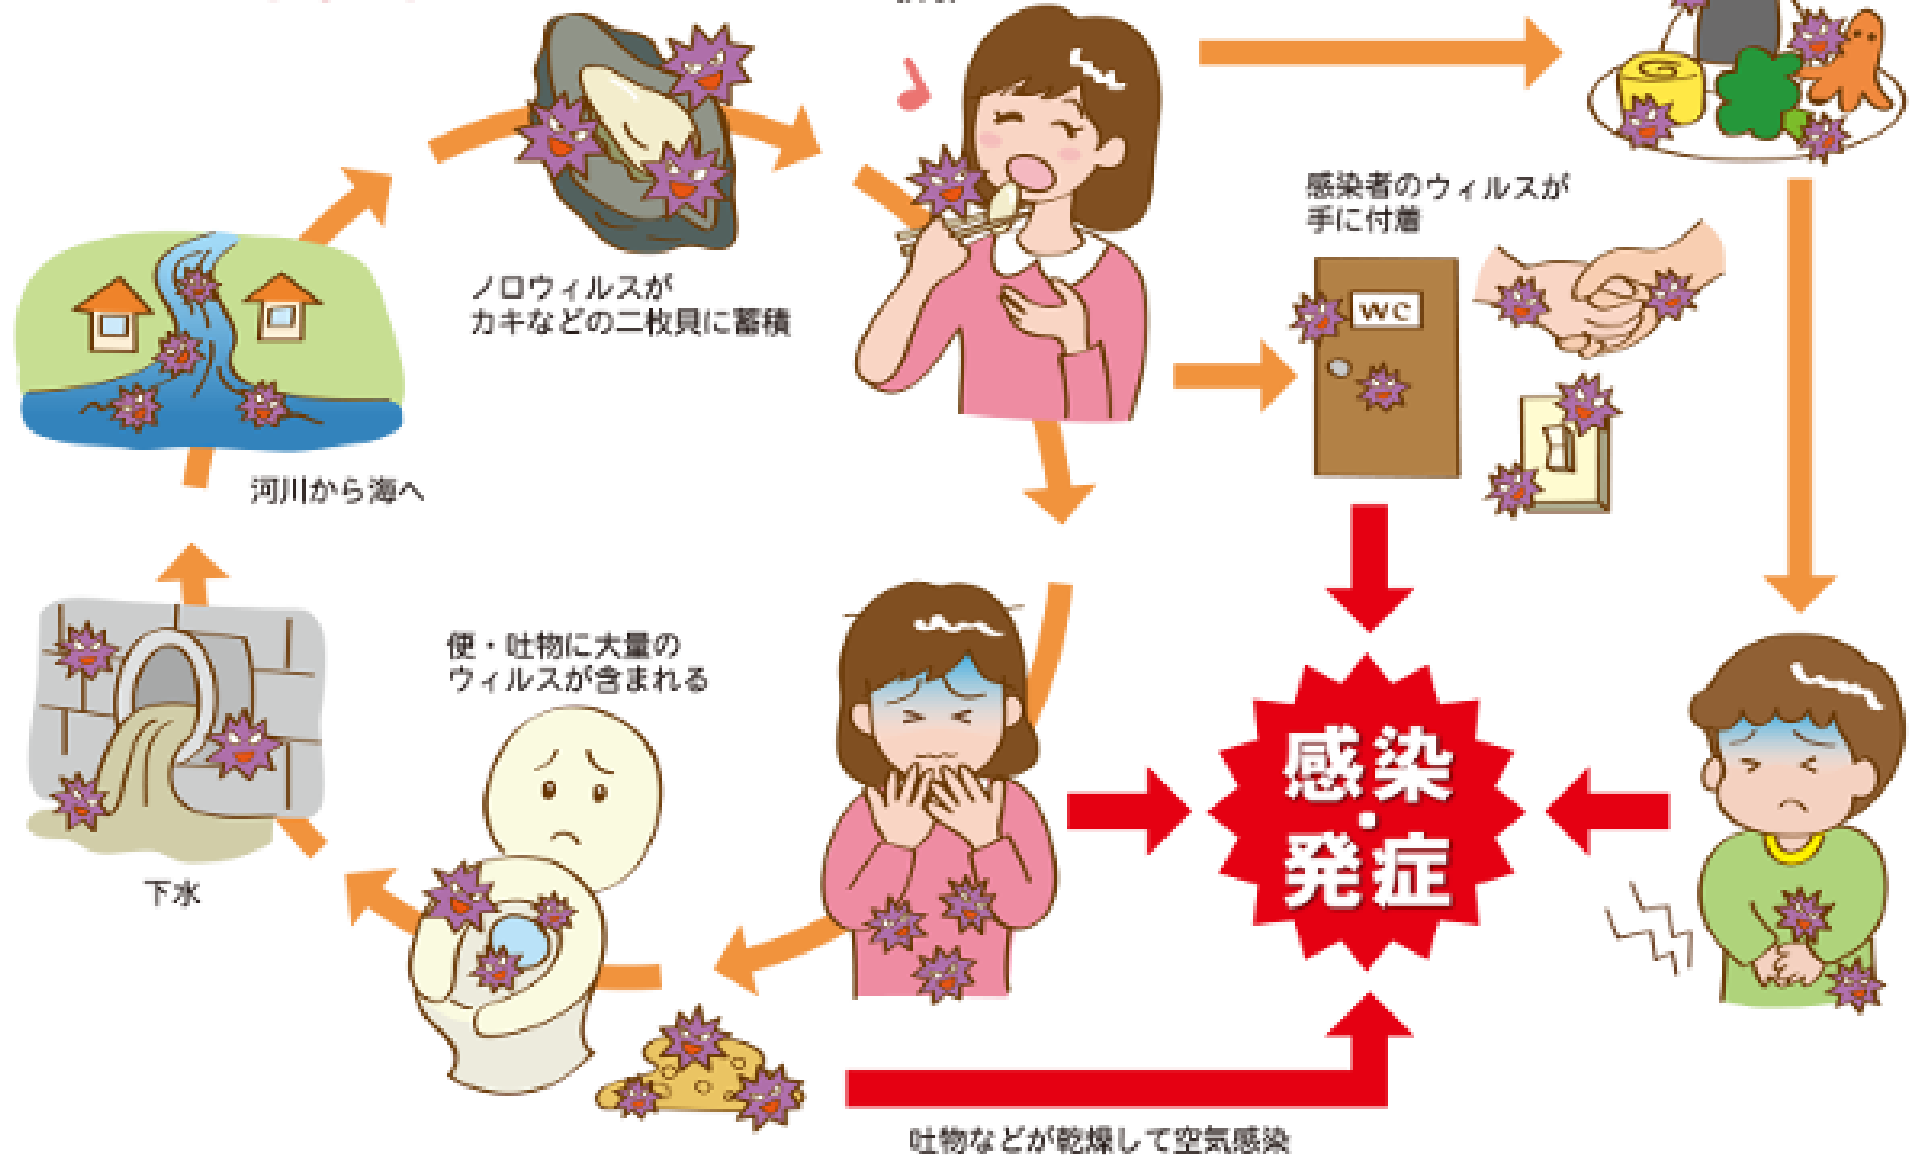 感染者のウィルスが
手に付着
WC
ノロウィルスが
カキなどの二枚貝に蓄積
河川から海へ
便・吐物に大量の
ウィルスが含まれる
感染
・
発症
下水
吐物などが乾燥して空気感染